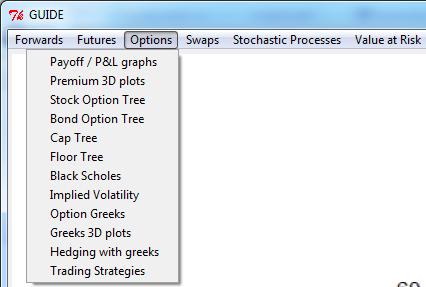 GUIDE
Forwards Futures Options Swaps Stochastic Processes Value at Risk
Payoff / P&L graphs
Premium 3D plots
Stock Option Tree
Bond Option Tree
Cap Tree
Floor Tree
Black Scholes
Implied Volatility
Option Greeks
Greeks 3D plots
Hedging with greeks
Trading Strategies